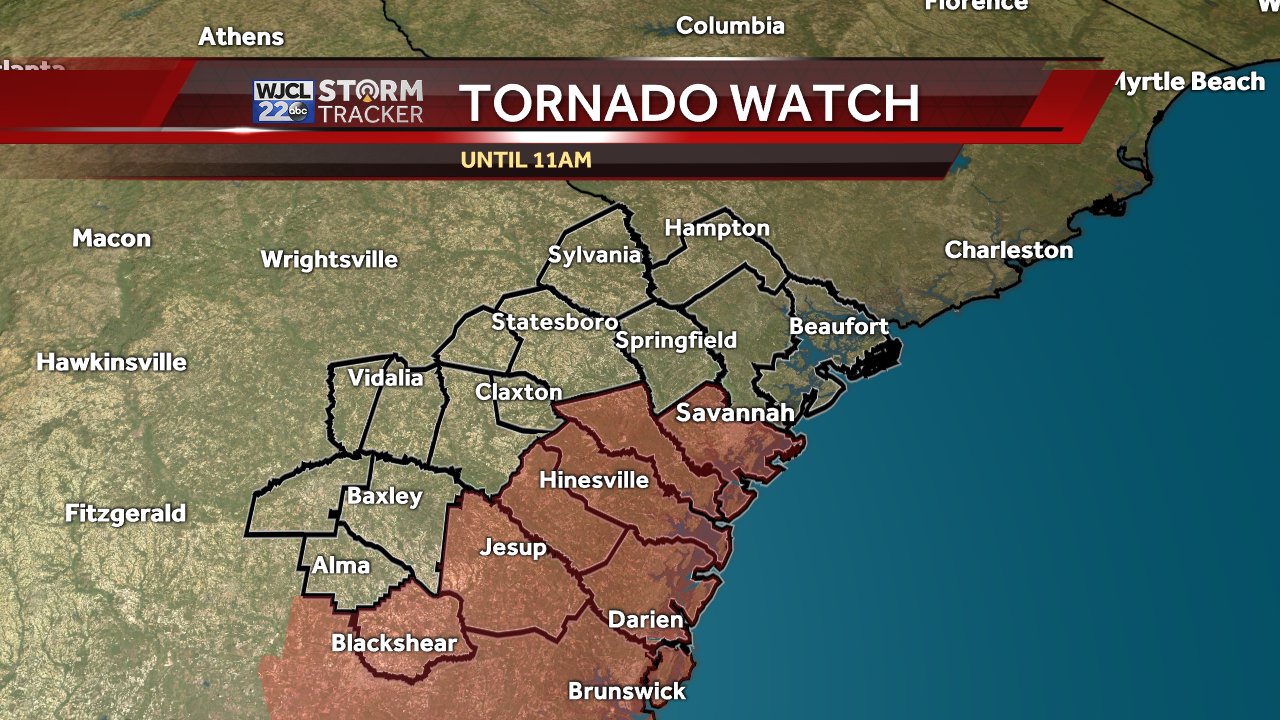 Florence
Athens
Columbia
Myrtle Beach
WJCL
22 abc
STORM
TRACKER
TORNADO WATCH
UNTIL 11AM
Macon
Wrightsville
Sylvania
Hampton
Charleston
Statesboro
Springfield
Beaufort
Hawkinsville
Vidalia
Claxton
Savannah
Hinesville
Baxley
Fitzgerald
Jesup
Alma
Darien
Blackshear
Brunswick